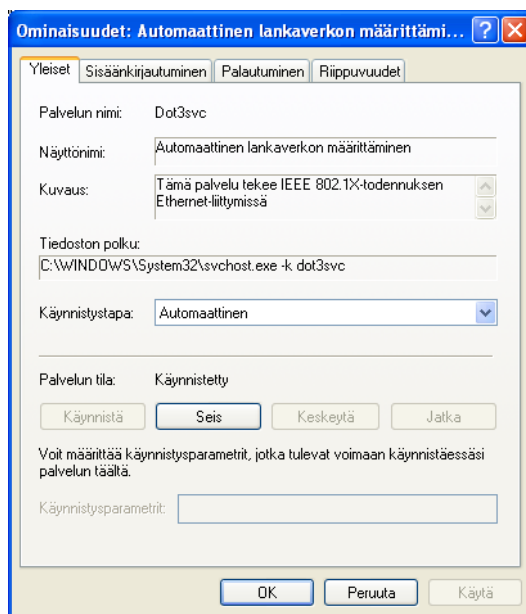 Ominaisuudet: Automaattinen lankaverkon määrittämi...
Yleiset Sisäänkirjautuminen Palautuminen Riippuvuudet
Palvelun nimi: Dot3svc
Näyttönimi: Automaattinen lankaverkon määrittäminen
Kuvaus: Tämä palvelu tekee IEEE 802.1X-todennuksen
Ethernet-liittymissä
Tiedoston polku:
C:\WINDOWS\System32\svchost.exe -k dot3svc
Käynnistystapa: Automaattinen
Palvelun tila: Käynnistetty
Käynnistä Seis Keskeytä Jatka
Voit määrittää käynnistysparametrit, jotka tulevat voimaan käynnistäessäsi
palvelun täältä.
Käynnistysparametrit:
OK Peruuta Käytä